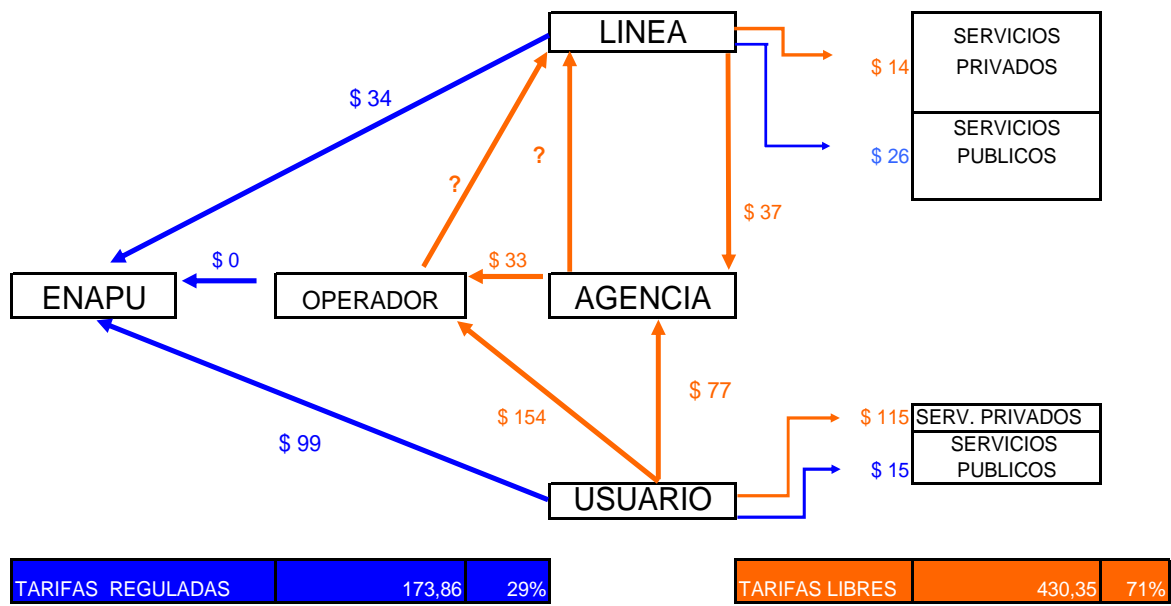 LINEA
SERVICIOS
PRIVADOS
$ 14
SERVICIOS
PUBLICOS
$ 26
$ 34
?
?
$ 37
$ 0
$ 33
ENAPU
OPERADOR
AGENCIA
$ 77
$ 154
$ 99
$ 115 SERV. PRIVADOS
SERVICIOS
PUBLICOS
$ 15
USUARIO
TARIFAS REGULADAS 173,86 29%
TARIFAS LIBRES 430,35 71%